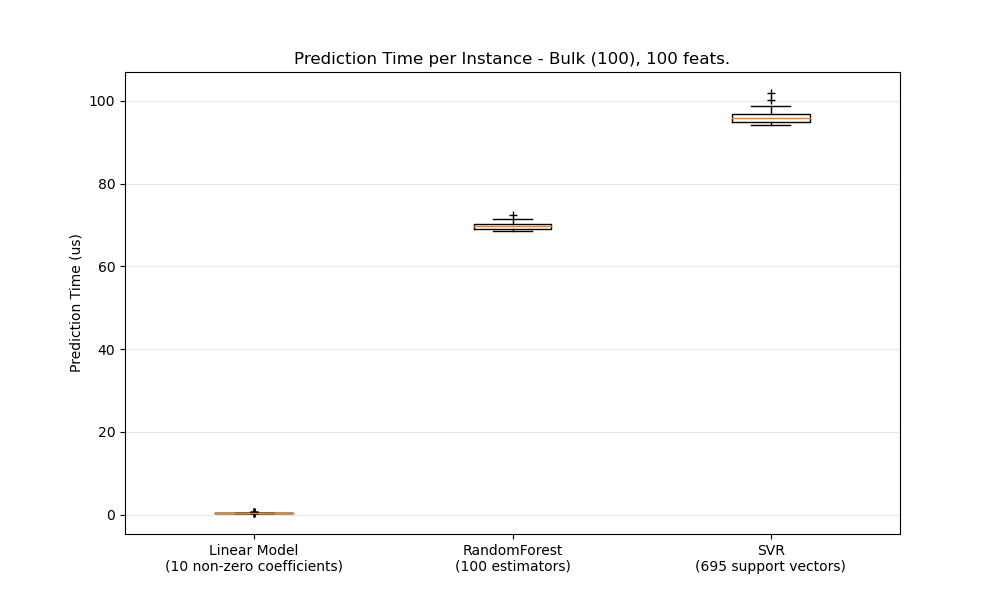 Prediction Time per Instance - Bulk (100), 100 feats.
Prediction Time (us)
100
80
60
40
20
0
Linear Model
(10 non-zero coefficients)
RandomForest
(100 estimators)
SVR
(695 support vectors)